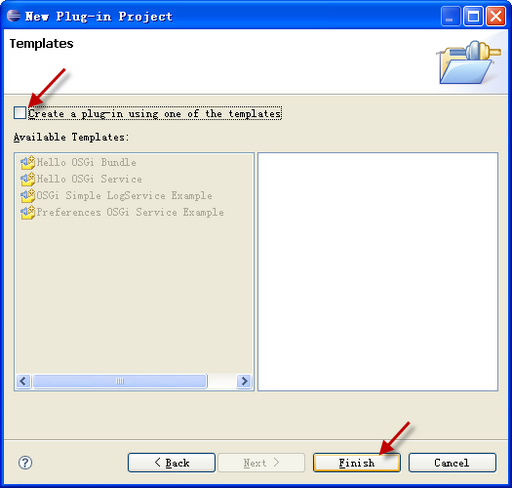 New Plug-in Project
Templates
Create a plug-in using one of the templates
Available Templates:
Hello OSGi Bundle
Hello OSGi Service
OSGi Simple LogService Example
Preferences OSGi Service Example
? < Back Next > Finish Cancel